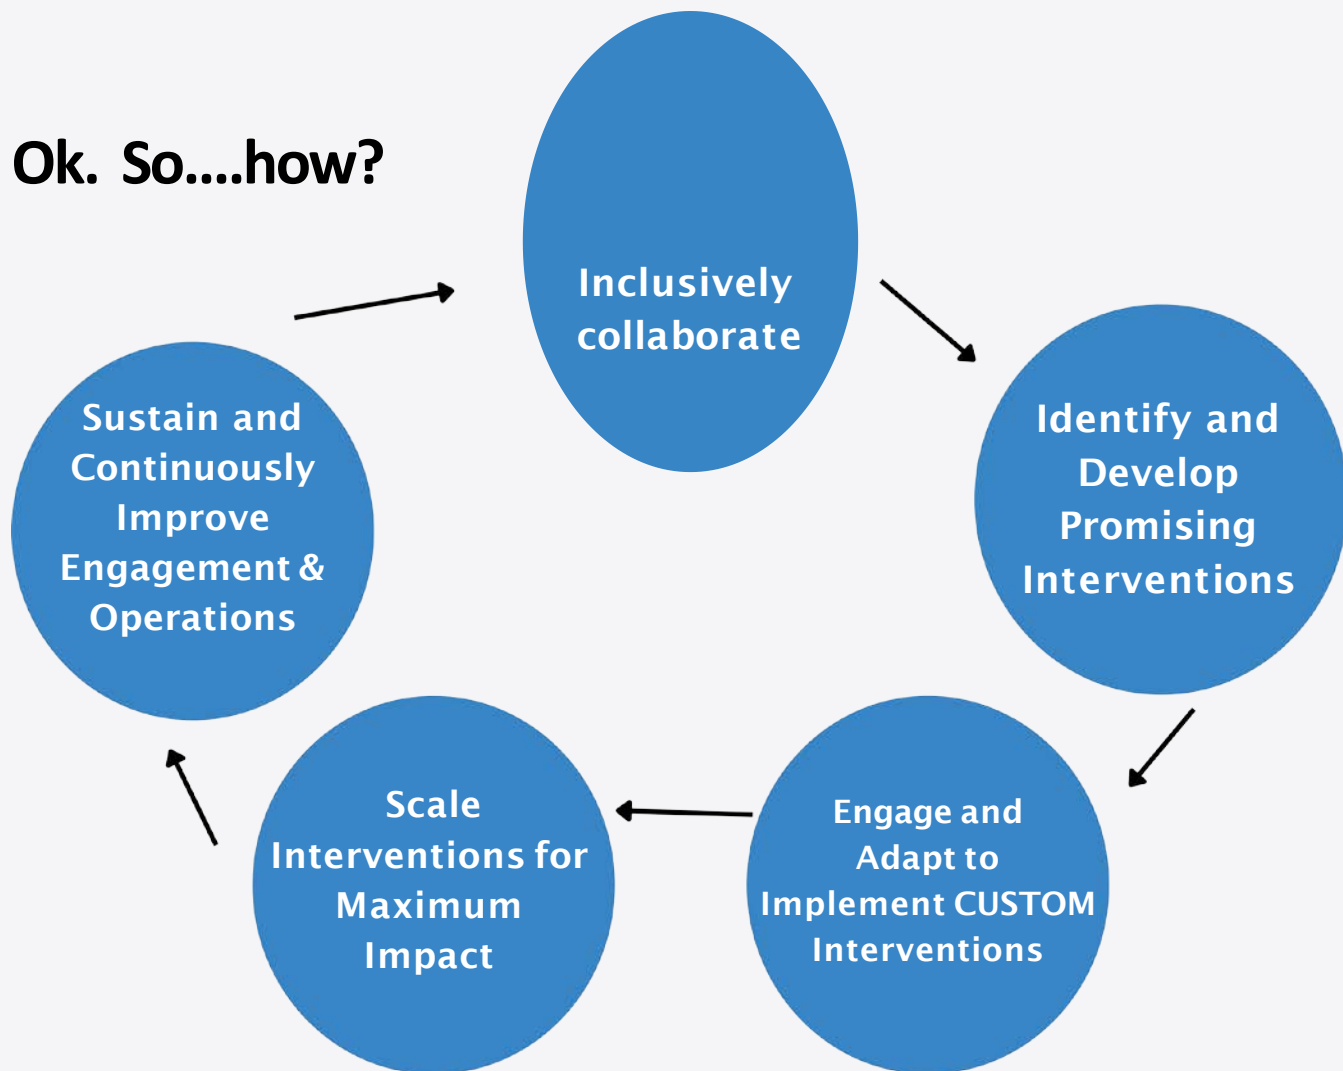 Ok. So....how?
Inclusively
collaborate
Identify and
Develop
Promising
Interventions
Engage and
Adapt to
Implement CUSTOM
Interventions
Scale
Interventions for
Maximum
Impact
Sustain and
Continuously
Improve
Engagement &
Operations